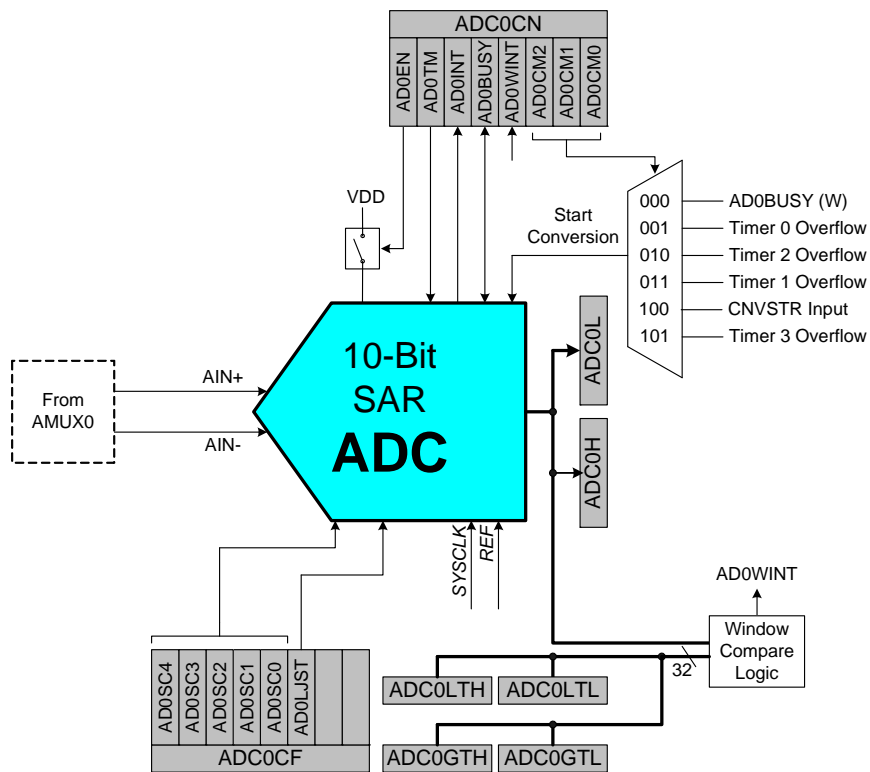 ADC0CN
AD0EN
AD0TM
AD0INT
AD0BUSY
AD0WINT
AD0CM2
AD0CM1
AD0CM0
VDD
Start
Conversion
000
AD0BUSY (W)
001
Timer 0 Overflow
010
Timer 2 Overflow
011
Timer 1 Overflow
100
CNVSTR Input
101
Timer 3 Overflow
From
AMUX0
AIN+
AIN-
10-Bit
SAR
ADC
ADC0L
ADC0H
SYSCLK
REF
AD0WINT
Window
Compare
Logic
32
AD0SC4
AD0SC3
AD0SC2
AD0SC1
AD0SC0
AD0LJST
ADC0CF
ADC0LTH
ADC0LTL
ADC0GTH
ADC0GTL